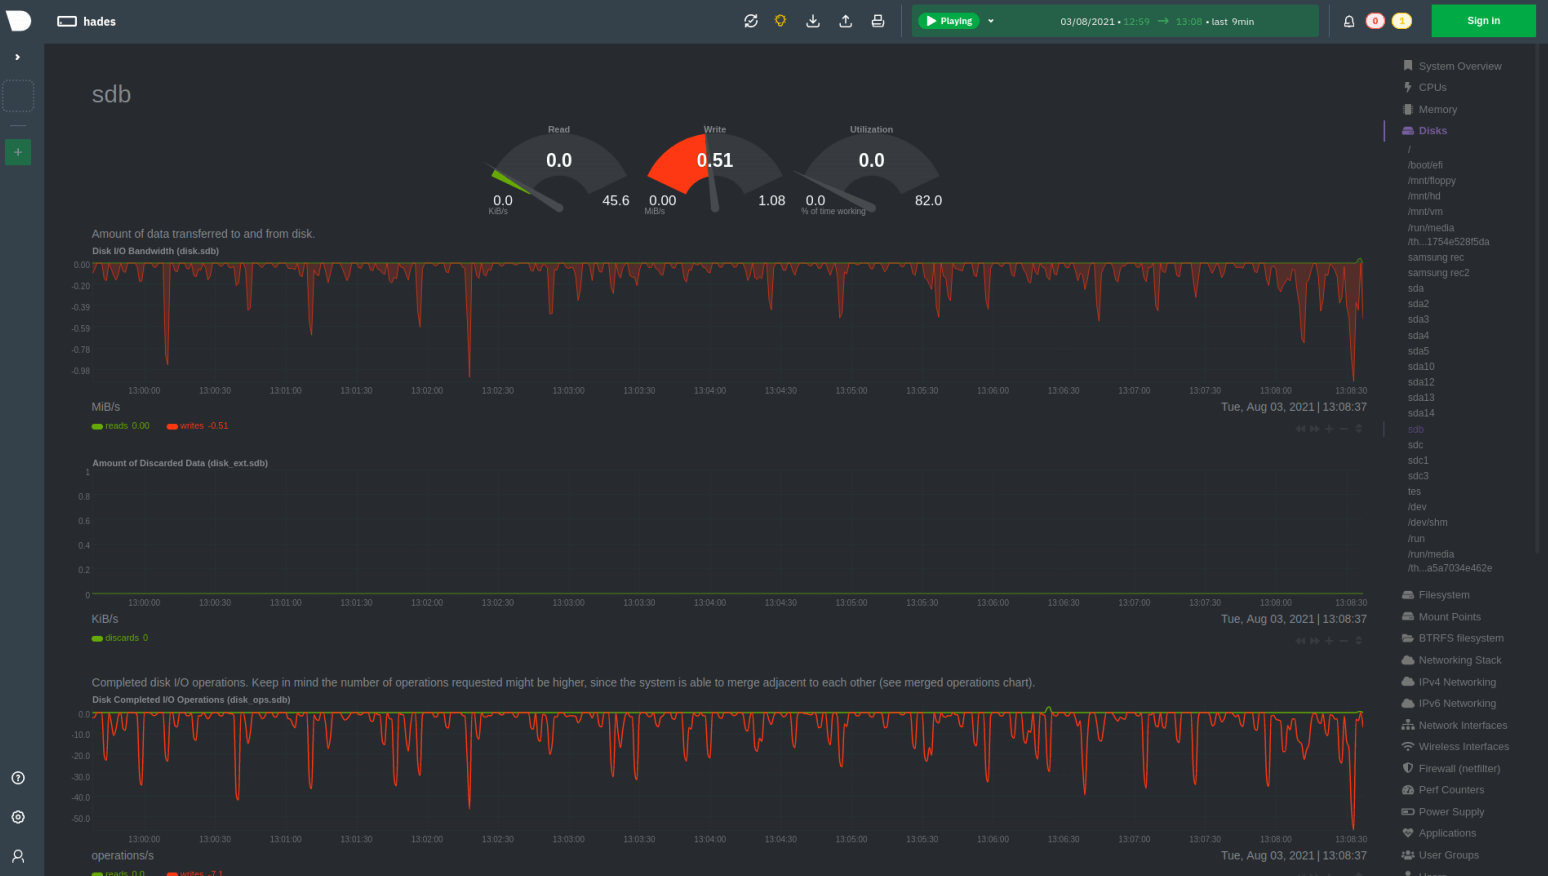 hades
Playing
03/08/2021 • 12:59 → 13:08 • last 9min
0
1
Sign in
sdb
Read
0.0
0.0
45.6
KiB/s
Write
0.51
0.00
1.08
MiB/s
Utilization
0.0
0.0
82.0
% of time working
Amount of data transferred to and from disk.
Disk I/O Bandwidth (disk.sdb)
0.00
-0.20
-0.39
-0.59
-0.78
-0.98
13:00:00 13:00:30 13:01:00 13:01:30 13:02:00 13:02:30 13:03:00 13:03:30 13:04:00 13:04:30 13:05:00 13:05:30 13:06:00 13:06:30 13:07:00 13:07:30 13:08:00 13:08:30
MiB/s
Tue, Aug 03, 2021 | 13:08:37
reads 0.00 writes -0.51
Amount of Discarded Data (disk_ext.sdb)
1
0.8
0.6
0.4
0.2
0
13:00:00 13:00:30 13:01:00 13:01:30 13:02:00 13:02:30 13:03:00 13:03:30 13:04:00 13:04:30 13:05:00 13:05:30 13:06:00 13:06:30 13:07:00 13:07:30 13:08:00 13:08:30
KiB/s
Tue, Aug 03, 2021 | 13:08:37
discards 0
Completed disk I/O operations. Keep in mind the number of operations requested might be higher, since the system is able to merge adjacent to each other (see merged operations chart).
Disk Completed I/O Operations (disk_ops.sdb)
0.0
-10.0
-20.0
-30.0
-40.0
-50.0
13:00:00 13:00:30 13:01:00 13:01:30 13:02:00 13:02:30 13:03:00 13:03:30 13:04:00 13:04:30 13:05:00 13:05:30 13:06:00 13:06:30 13:07:00 13:07:30 13:08:00 13:08:30
operations/s
Tue, Aug 03, 2021 | 13:08:37
reads 0.0 writes -7.1
System Overview
CPUs
Memory
Disks
/
/boot/efi
/mnt/floppy
/mnt/hd
/mnt/vm
/run/media
/th...1754e528f5da
samsung rec
samsung rec2
sda
sda2
sda3
sda4
sda5
sda10
sda12
sda13
sda14
sdb
sdc
sdc1
sdc3
tes
/dev
/dev/shm
/run
/run/media
/th...a5a7034e462e
Filesystem
Mount Points
BTRFS filesystem
Networking Stack
IPv4 Networking
IPv6 Networking
Network Interfaces
Wireless Interfaces
Firewall (netfilter)
Perf Counters
Power Supply
Applications
User Groups
Users